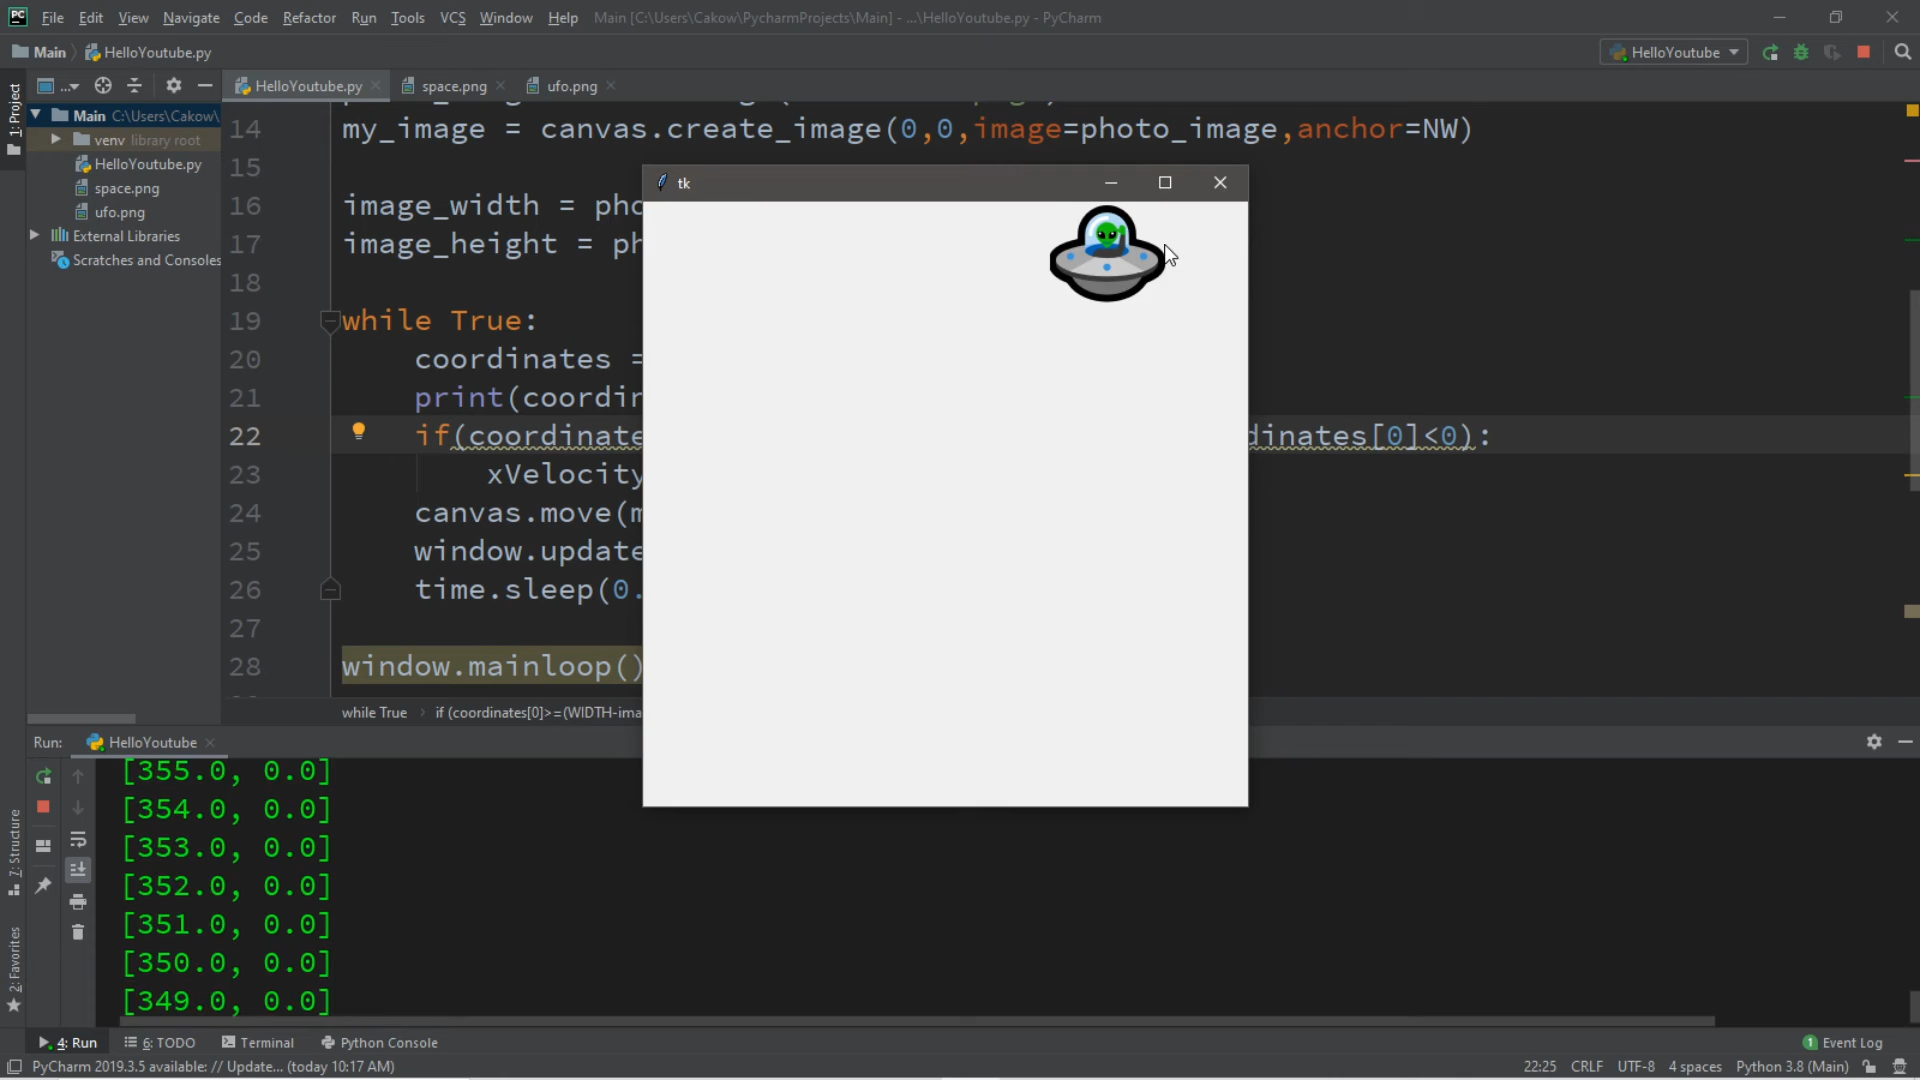 PC File Edit View Navigate Code Refactor Run Tools VCS Window Help Main [C:\Users\Cakow\PycharmProjects\Main] - ...\HelloYoutube.py - PyCharm
Main HelloYoutube.py HelloYoutube
... HelloYoutube.py space.png ufo.png
1: Project
Main C:\Users\Cakow\
venv library root
HelloYoutube.py
space.png
ufo.png
External Libraries
Scratches and Consoles
14 my_image = canvas.create_image(0,0,image=photo_image,anchor=NW)
15
16 image_width = pho
17 image_height = ph
18
19 while True:
20 coordinates =
21 print(coordin
22 if(coordinate dinates[0]<0):
23 xVelocity
24 canvas.move(m
25 window.update
26 time.sleep(0.
27
28 window.mainloop()
tk
while True if (coordinates[0]>=(WIDTH-ima
Run: HelloYoutube
[355.0, 0.0]
[354.0, 0.0]
[353.0, 0.0]
[352.0, 0.0]
[351.0, 0.0]
[350.0, 0.0]
[349.0, 0.0]
7: Structure
2: Favorites
4: Run 6: TODO Terminal Python Console 1 Event Log
PyCharm 2019.3.5 available: // Update... (today 10:17 AM) 22:25 CRLF UTF-8 4 spaces Python 3.8 (Main)